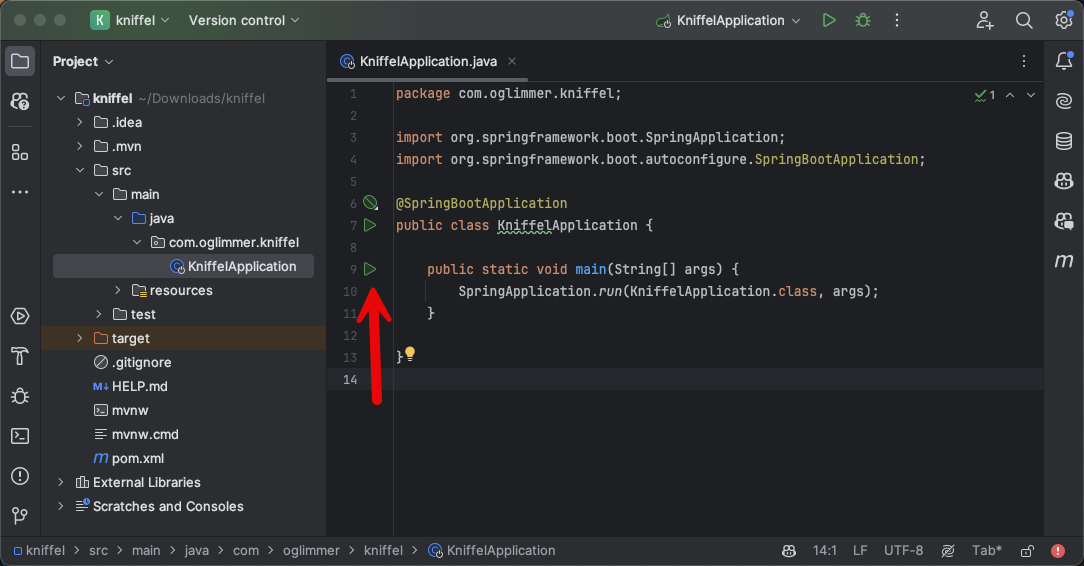 K kniffel Version control KniffelApplication
Project
kniffel ~/Downloads/kniffel
.idea
.mvn
src
main
java
com.oglimmer.kniffel
KniffelApplication
resources
test
target
.gitignore
M↓ HELP.md
mvnw
mvnw.cmd
m pom.xml
External Libraries
Scratches and Consoles
KniffelApplication.java
1 package com.oglimmer.kniffel;
2
3 import org.springframework.boot.SpringApplication;
4 import org.springframework.boot.autoconfigure.SpringBootApplication;
5
6 @SpringBootApplication
7 public class KniffelApplication {
8
9 public static void main(String[] args) {
10 SpringApplication.run(KniffelApplication.class, args);
11 }
12
13 }
14
1
m
kniffel > src > main > java > com > oglimmer > kniffel > KniffelApplication 14:1 LF UTF-8 Tab*